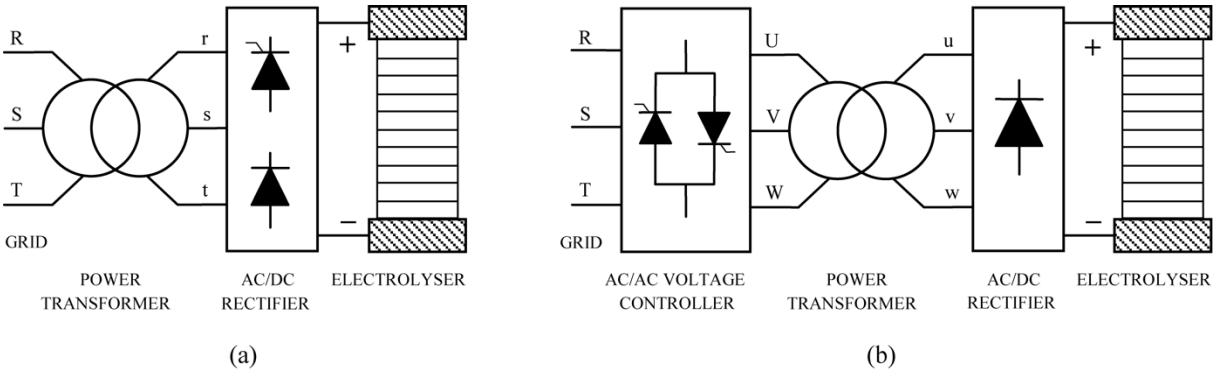 R
S
T
GRID
r
s
t
+
−
POWER
TRANSFORMER
AC/DC
RECTIFIER
ELECTROLYSER
(a)
R
S
T
GRID
U
V
W
u
v
w
+
−
AC/AC VOLTAGE
CONTROLLER
POWER
TRANSFORMER
AC/DC
RECTIFIER
ELECTROLYSER
(b)